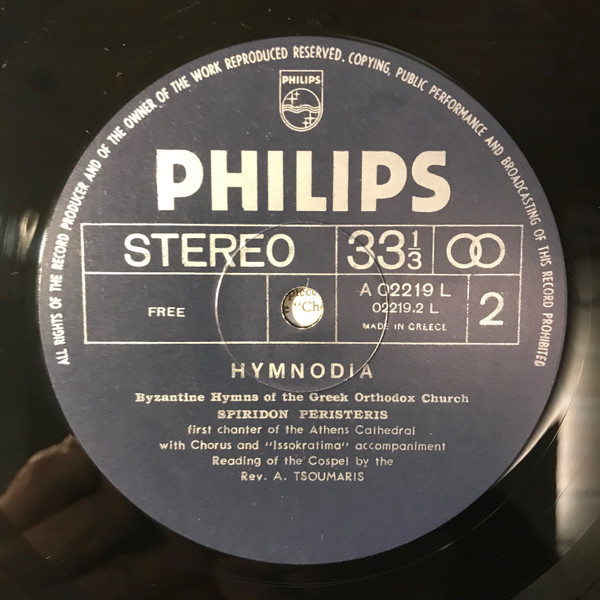 ALL RIGHTS OF THE RECORD PRODUCER AND OF THE OWNER OF THE WORK REPRODUCED RESERVED. COPYING, PUBLIC PERFORMANCE AND BROADCASTING OF THIS RECORD PROHIBITED
PHILIPS
PHILIPS
STEREO 33 1/3
FREE A 02219 L 2
02219.2 L
MADE IN GREECE
HYMNODIA
Byzantine Hymns of the Greek Orthodox Church
SPIRIDON PERISTERIS
first chanter of the Athens Cathedral
with Chorus and "Issokratima" accompaniment
Reading of the Gospel by the
Rev. A. TSOUMARIS